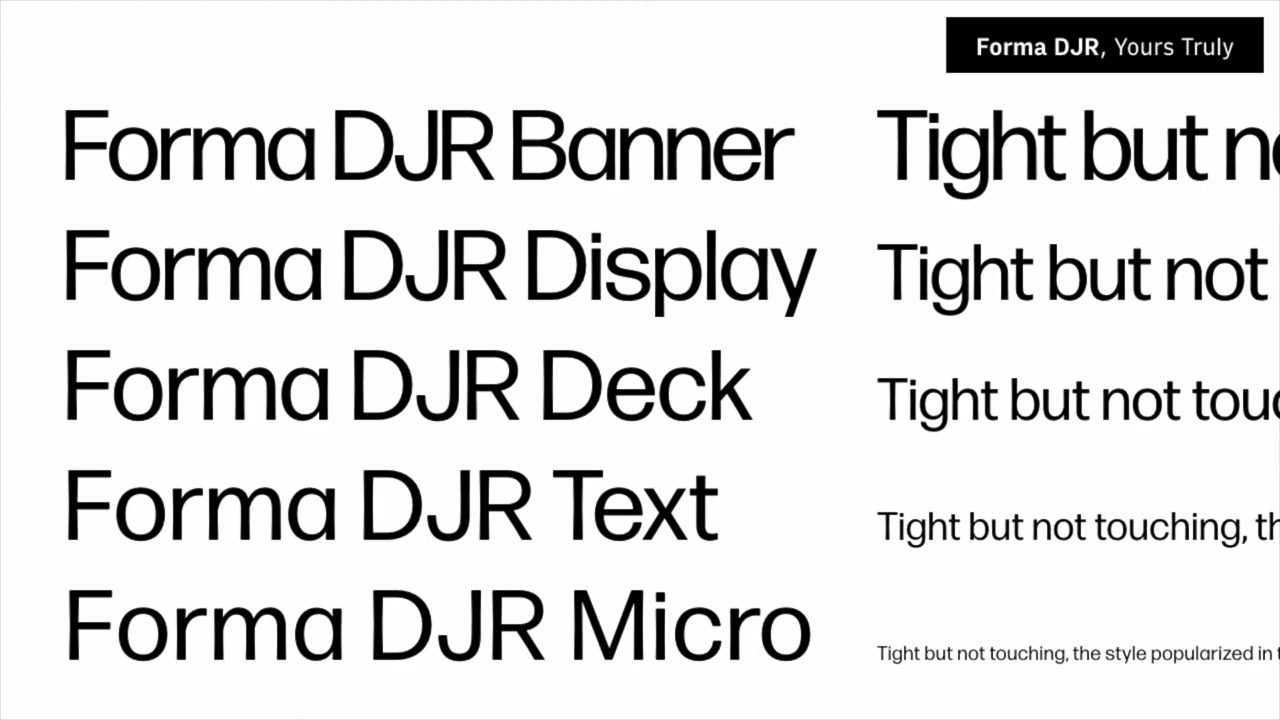 Forma DJR, Yours Truly
Forma DJR Banner
Tight but
Forma DJR Display
Tight but not
Forma DJR Deck
Tight but not
Forma DJR Text
Tight but not touching,
Forma DJR Micro
Tight but not touching, the style popularized in